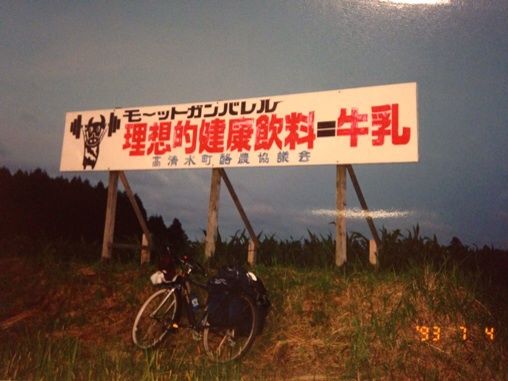 モ〜ットガンバレル
理想的健康飲料=牛乳
高清水町酪農協議会
'93 7 4